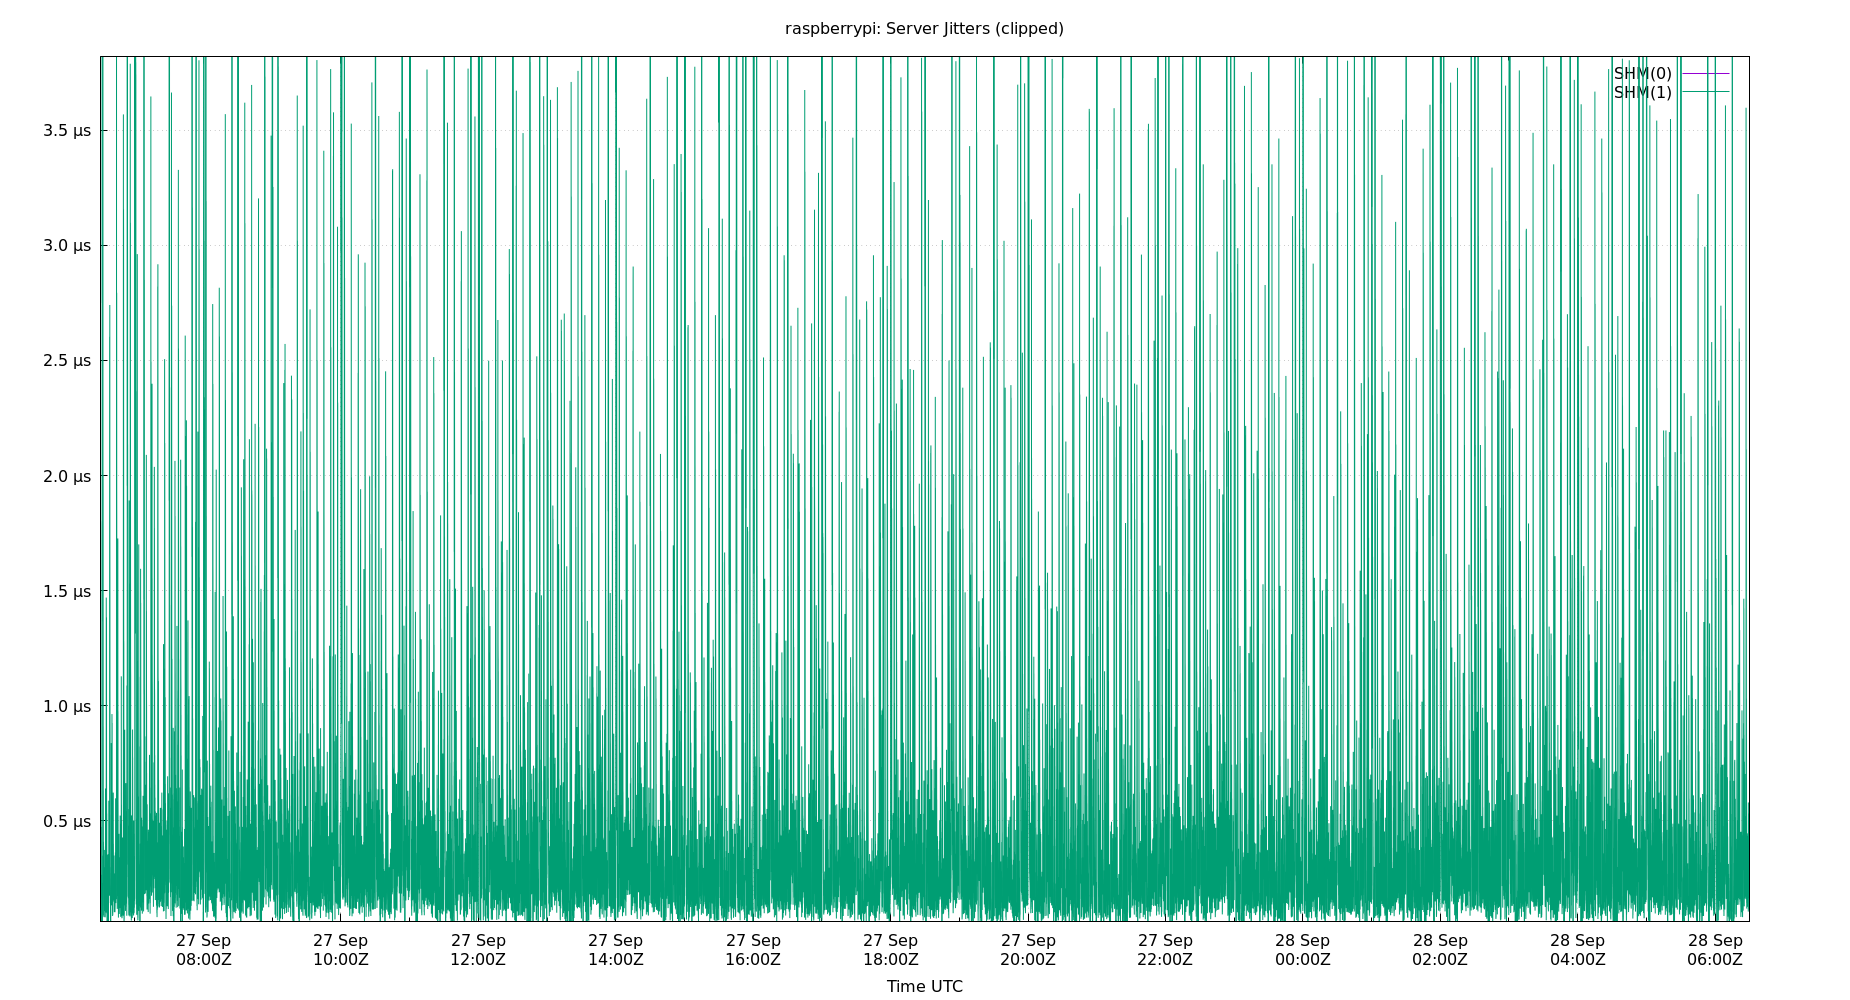 raspberrypi: Server Jitters (clipped)
SHM(0)
SHM(1)
3.5 µs
3.0 µs
2.5 µs
2.0 µs
1.5 µs
1.0 µs
0.5 µs
27 Sep 27 Sep 27 Sep 27 Sep 27 Sep 27 Sep 27 Sep 27 Sep 28 Sep 28 Sep 28 Sep 28 Sep
08:00Z 10:00Z 12:00Z 14:00Z 16:00Z 18:00Z 20:00Z 22:00Z 00:00Z 02:00Z 04:00Z 06:00Z
Time UTC